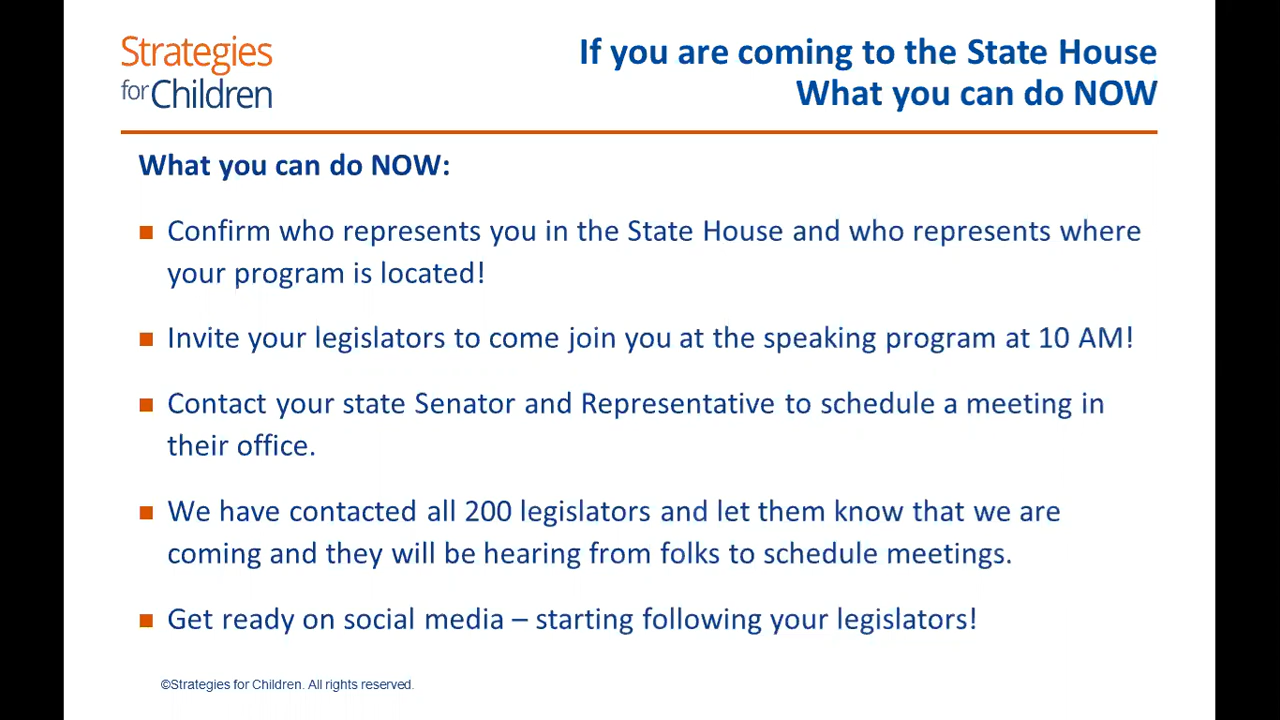 Strategies
for Children
If you are coming to the State House
What you can do NOW
What you can do NOW:
Confirm who represents you in the State House and who represents where
your program is located!
Invite your legislators to come join you at the speaking program at 10 AM!
Contact your state Senator and Representative to schedule a meeting in
their office.
We have contacted all 200 legislators and let them know that we are
coming and they will be hearing from folks to schedule meetings.
Get ready on social media – starting following your legislators!
©Strategies for Children. All rights reserved.